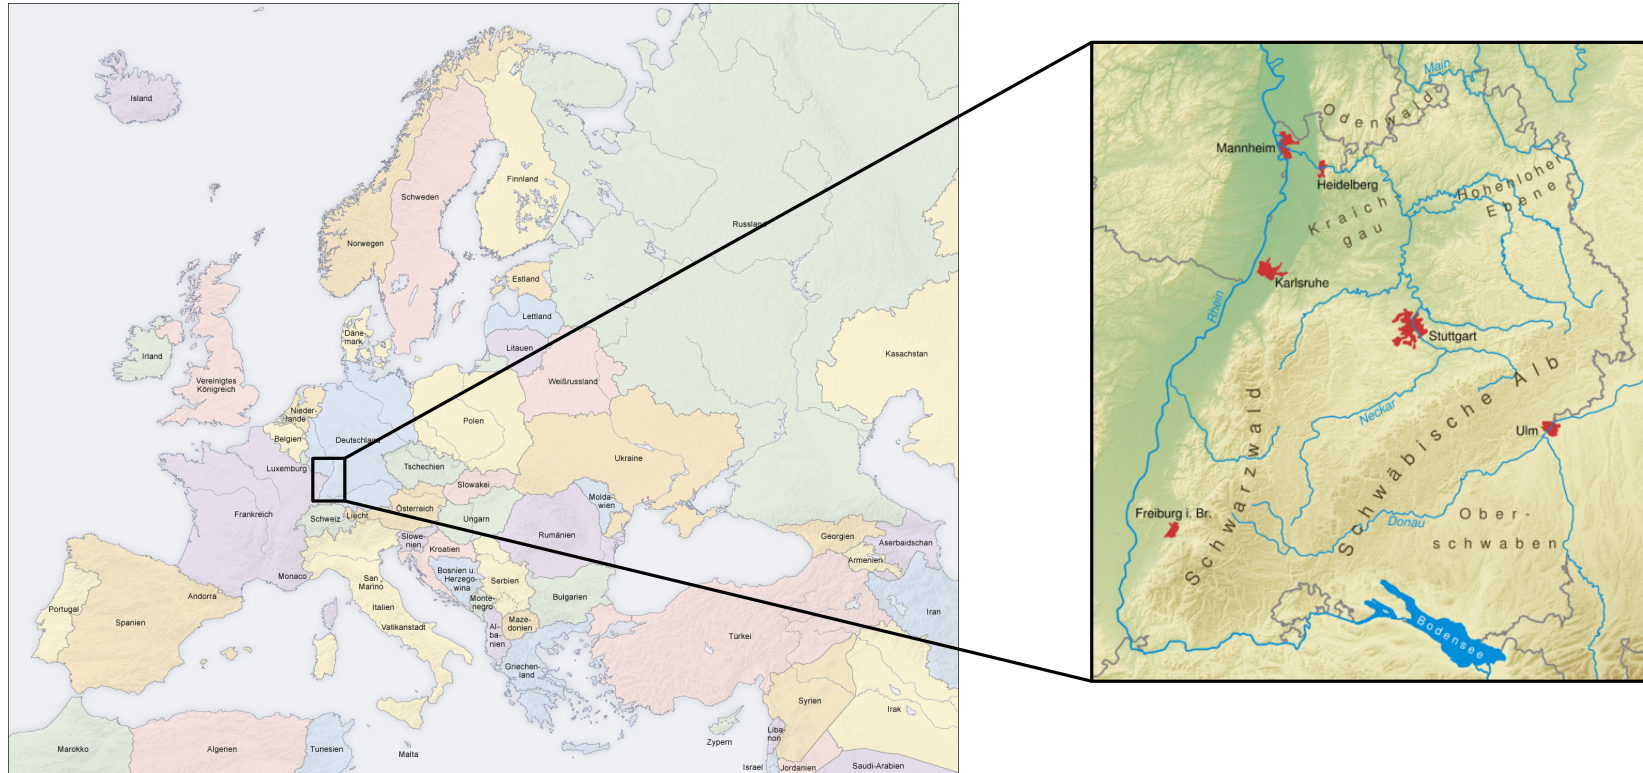 Island
Finnland
Schweden
Russland
Norwegen
Estland
Lettland
Däne
mark
Litauen
Irland
Kasachstan
Vereinigtes
Königreich
Weißrussland
Nieder-
lande
Polen
Belgien
Deutschland
Ukraine
Luxemburg
Tschechien
Slowakei
Molda-
wien
Frankreich
Schweiz
Liecht.
Österreich
Ungarn
Rumänien
Slowe-
nien
Kroatien
Georgien
Aserbaidschan
Armenien
Monaco
San
Marino
Bosnien u.
Herzego-
wina
Serbien
Andorra
Portugal
Spanien
Italien
Monte-
negro
Bulgarien
Iran
Vatikanstadt
Al-
ba-
nien
Maze-
donien
Türkei
Griechen-
land
Syrien
Irak
Marokko
Algerien
Tunesien
Malta
Zypern
Liba-
non
Israel
Jordanien
Saudi-Arabien
Main
Odenwald
Mannheim
Heidelberg
Hohenloher
Ebene
Kraich-
gau
Karlsruhe
Rhein
Stuttgart
Schwäbische Alb
Neckar
Schwarzwald
Ulm
Freiburg i. Br.
Donau
Ober-
schwaben
Bodensee